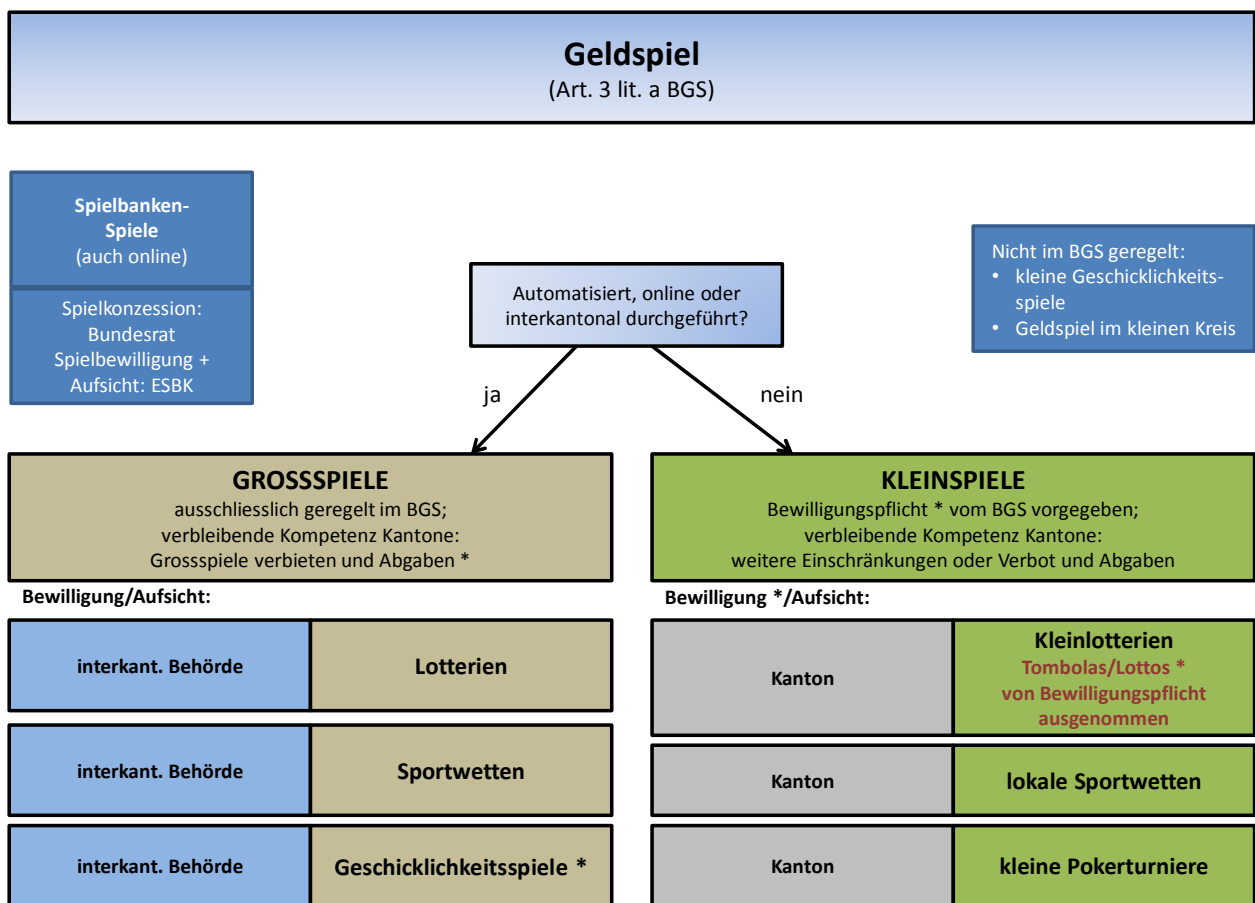 Geldspiel
(Art. 3 lit. a BGS)
Spielbanken-
Spiele
(auch online)
Spielkonzession:
Bundesrat
Spielbewilligung +
Aufsicht: ESBK
Automatisiert, online oder
interkantonal durchgeführt?
Nicht im BGS geregelt:
• kleine Geschicklichkeits-
spiele
• Geldspiel im kleinen Kreis
ja
nein
GROSSSPIELE
ausschliesslich geregelt im BGS;
verbleibende Kompetenz Kantone:
Grossspiele verbieten und Abgaben *
KLEINSPIELE
Bewilligungspflicht * vom BGS vorgegeben;
verbleibende Kompetenz Kantone:
weitere Einschränkungen oder Verbot und Abgaben
Bewilligung/Aufsicht:
interkant. Behörde
Lotterien
interkant. Behörde
Sportwetten
interkant. Behörde
Geschicklichkeitsspiele *
Bewilligung */Aufsicht:
Kanton
Kleinlotterien
Tombolas/Lottos *
von Bewilligungspflicht
ausgenommen
Kanton
lokale Sportwetten
Kanton
kleine Pokerturniere